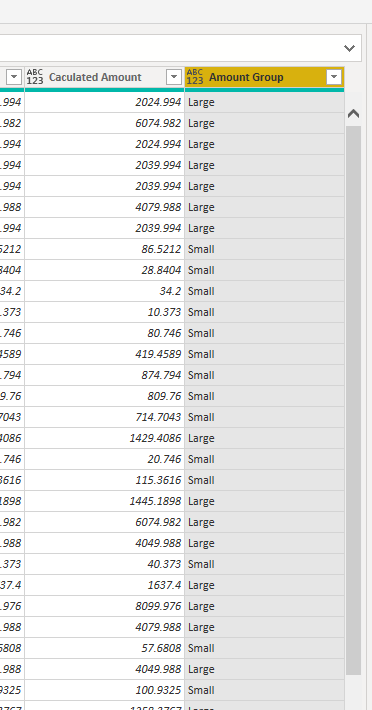 ABC 123 Caculated Amount ABC 123 Amount Group
.994 2024.994 Large
.982 6074.982 Large
.994 2024.994 Large
.994 2039.994 Large
.994 2039.994 Large
.988 4079.988 Large
.994 2039.994 Large
5212 86.5212 Small
8404 28.8404 Small
34.2 34.2 Small
.373 10.373 Small
.746 80.746 Small
4589 419.4589 Small
.794 874.794 Small
9.76 809.76 Small
7043 714.7043 Small
4086 1429.4086 Large
.746 20.746 Small
3616 115.3616 Small
1898 1445.1898 Large
.982 6074.982 Large
.988 4049.988 Large
.373 40.373 Small
37.4 1637.4 Large
.976 8099.976 Large
.988 4079.988 Large
6808 57.6808 Small
.988 4049.988 Large
9325 100.9325 Small